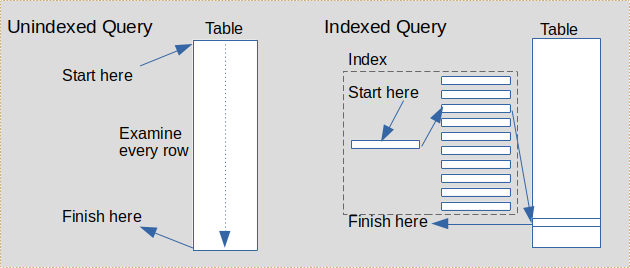 Unindexed Query
Table
Start here
Examine
every row
Finish here
Indexed Query
Table
Index
Start here
Finish here